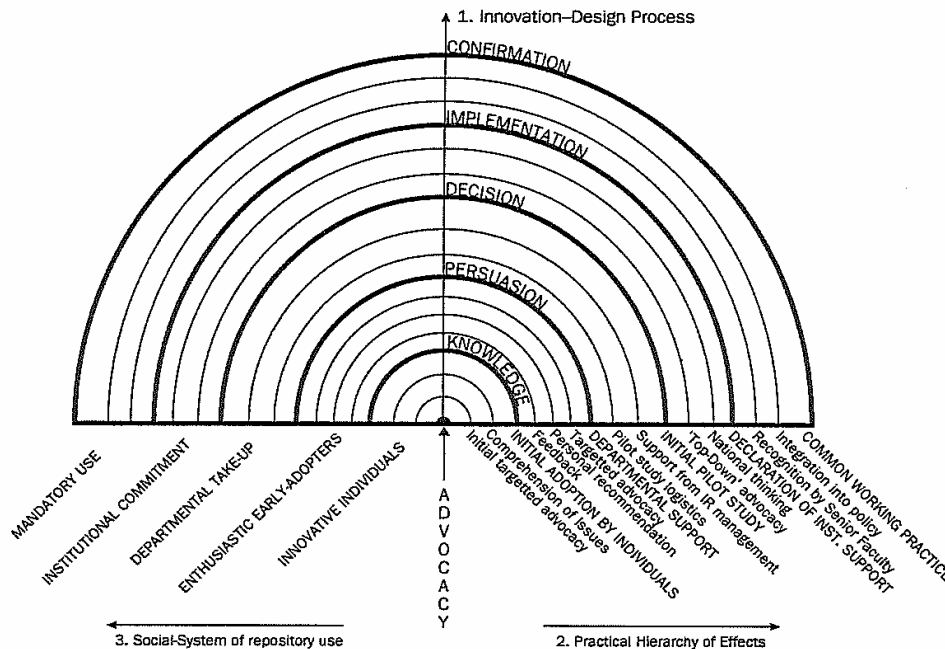 1. Innovation–Design Process
CONFIRMATION
IMPLEMENTATION
DECISION
PERSUASION
KNOWLEDGE
MANDATORY USE
INSTITUTIONAL COMMITMENT
DEPARTMENTAL TAKE-UP
ENTHUSIASTIC EARLY-ADOPTERS
INNOVATIVE INDIVIDUALS
ADVOCACY
Initial targetted advocacy
Comprehension of Issues
INITIAL ADOPTION BY INDIVIDUALS
Feedback
Personal recommendation
Targetted advocacy
DEPARTMENTAL SUPPORT
Pilot study logistics
Support from IR management
INITIAL PILOT STUDY
'Top-Down' advocacy
National thinking
DECLARATION OF INST. SUPPORT
Recognition by Senior Faculty
Integration into policy
COMMON WORKING PRACTICE
3. Social-System of repository use
2. Practical Hierarchy of Effects